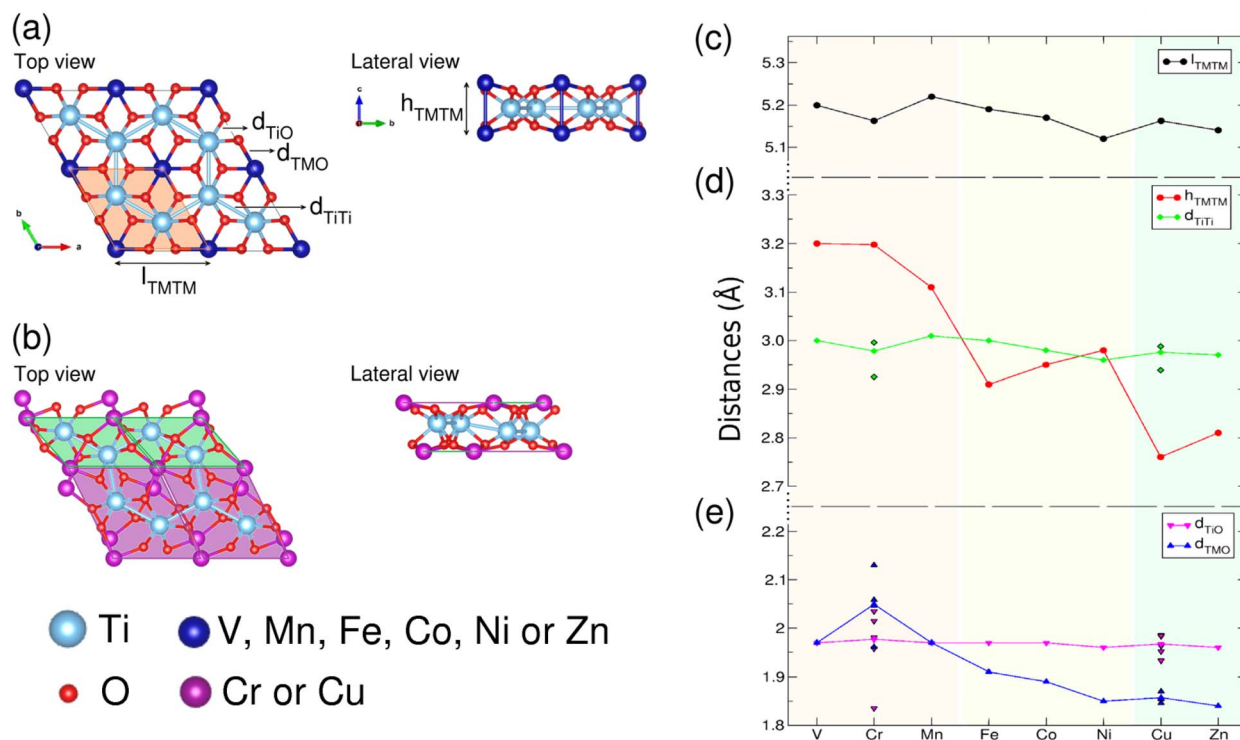 (a)
Top view
Lateral view
c
b
h_TMTM
d_TiO
d_TMO
d_TiTi
b
a
l_TMTM
(b)
Top view
Lateral view
Ti
V, Mn, Fe, Co, Ni or Zn
O
Cr or Cu
(c)
l_TMTM
5.3
5.2
5.1
(d)
h_TMTM
d_TiTi
3.3
3.2
3.1
3.0
2.9
2.8
2.7
Distances (Å)
(e)
d_TiO
d_TMO
2.2
2.1
2
1.9
1.8
V Cr Mn Fe Co Ni Cu Zn